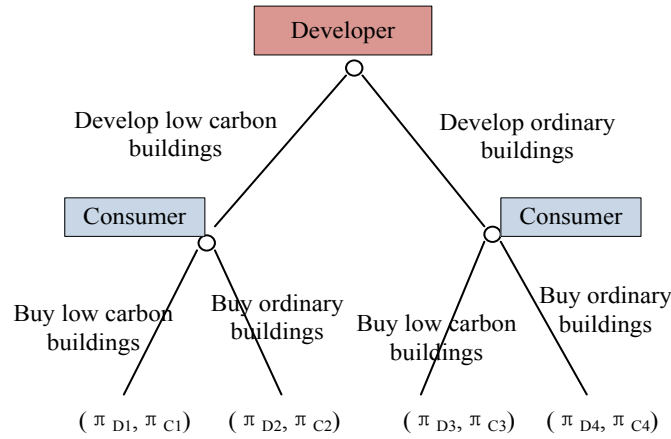 Developer
Develop low carbon
buildings
Develop ordinary
buildings
Consumer
Consumer
Buy low carbon
buildings
Buy ordinary
buildings
Buy low carbon
buildings
Buy ordinary
buildings
( π D1, π C1)
( π D2, π C2)
( π D3, π C3)
( π D4, π C4)